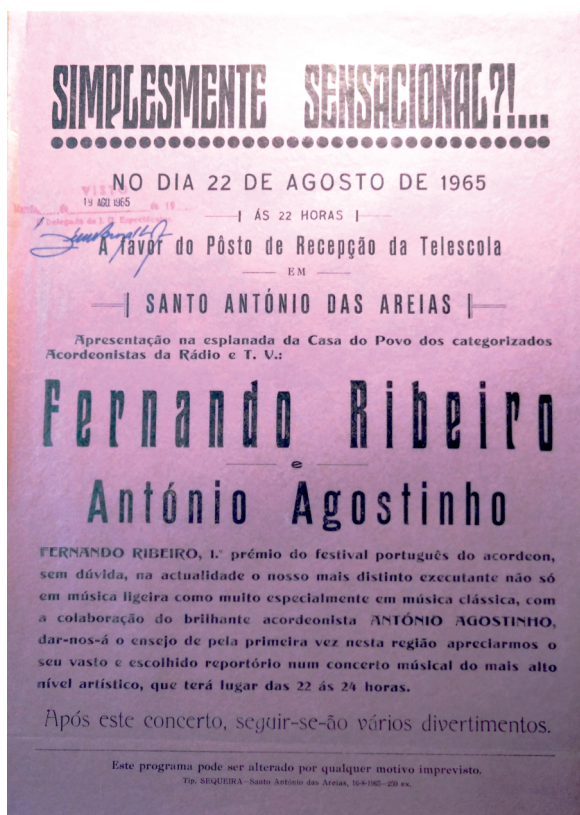 SIMPLESMENTE SENSACIONAL?!...
NO DIA 22 DE AGOSTO DE 1965
VISTO
19 AGO 1965
ÁS 22 HORAS
A favor do Pôsto de Recepção da Telescola
EM
SANTO ANTÓNIO DAS AREIAS
Apresentação na esplanada da Casa do Povo dos categorizados
Acordeonistas da Rádio e T. V.:
Fernando Ribeiro
e
António Agostinho
FERNANDO RIBEIRO, 1.º prémio do festival português do acordeon,
sem dúvida, na actualidade o nosso mais distinto executante não só
em música ligeira como muito especialmente em música clássica, com
a colaboração do brilhante acordeonista ANTÓNIO AGOSTINHO,
dar-nos-á o ensejo de pela primeira vez nesta região apreciarmos o
seu vasto e escolhido reportório num concerto músical do mais alto
nível artístico, que terá lugar das 22 ás 24 horas.
Após este concerto, seguir-se-ão vários divertimentos.
Este programa pode ser alterado por qualquer motivo imprevisto.
Tip. SEQUEIRA—Santo António das Areias, 16-8-1965—250 ex.